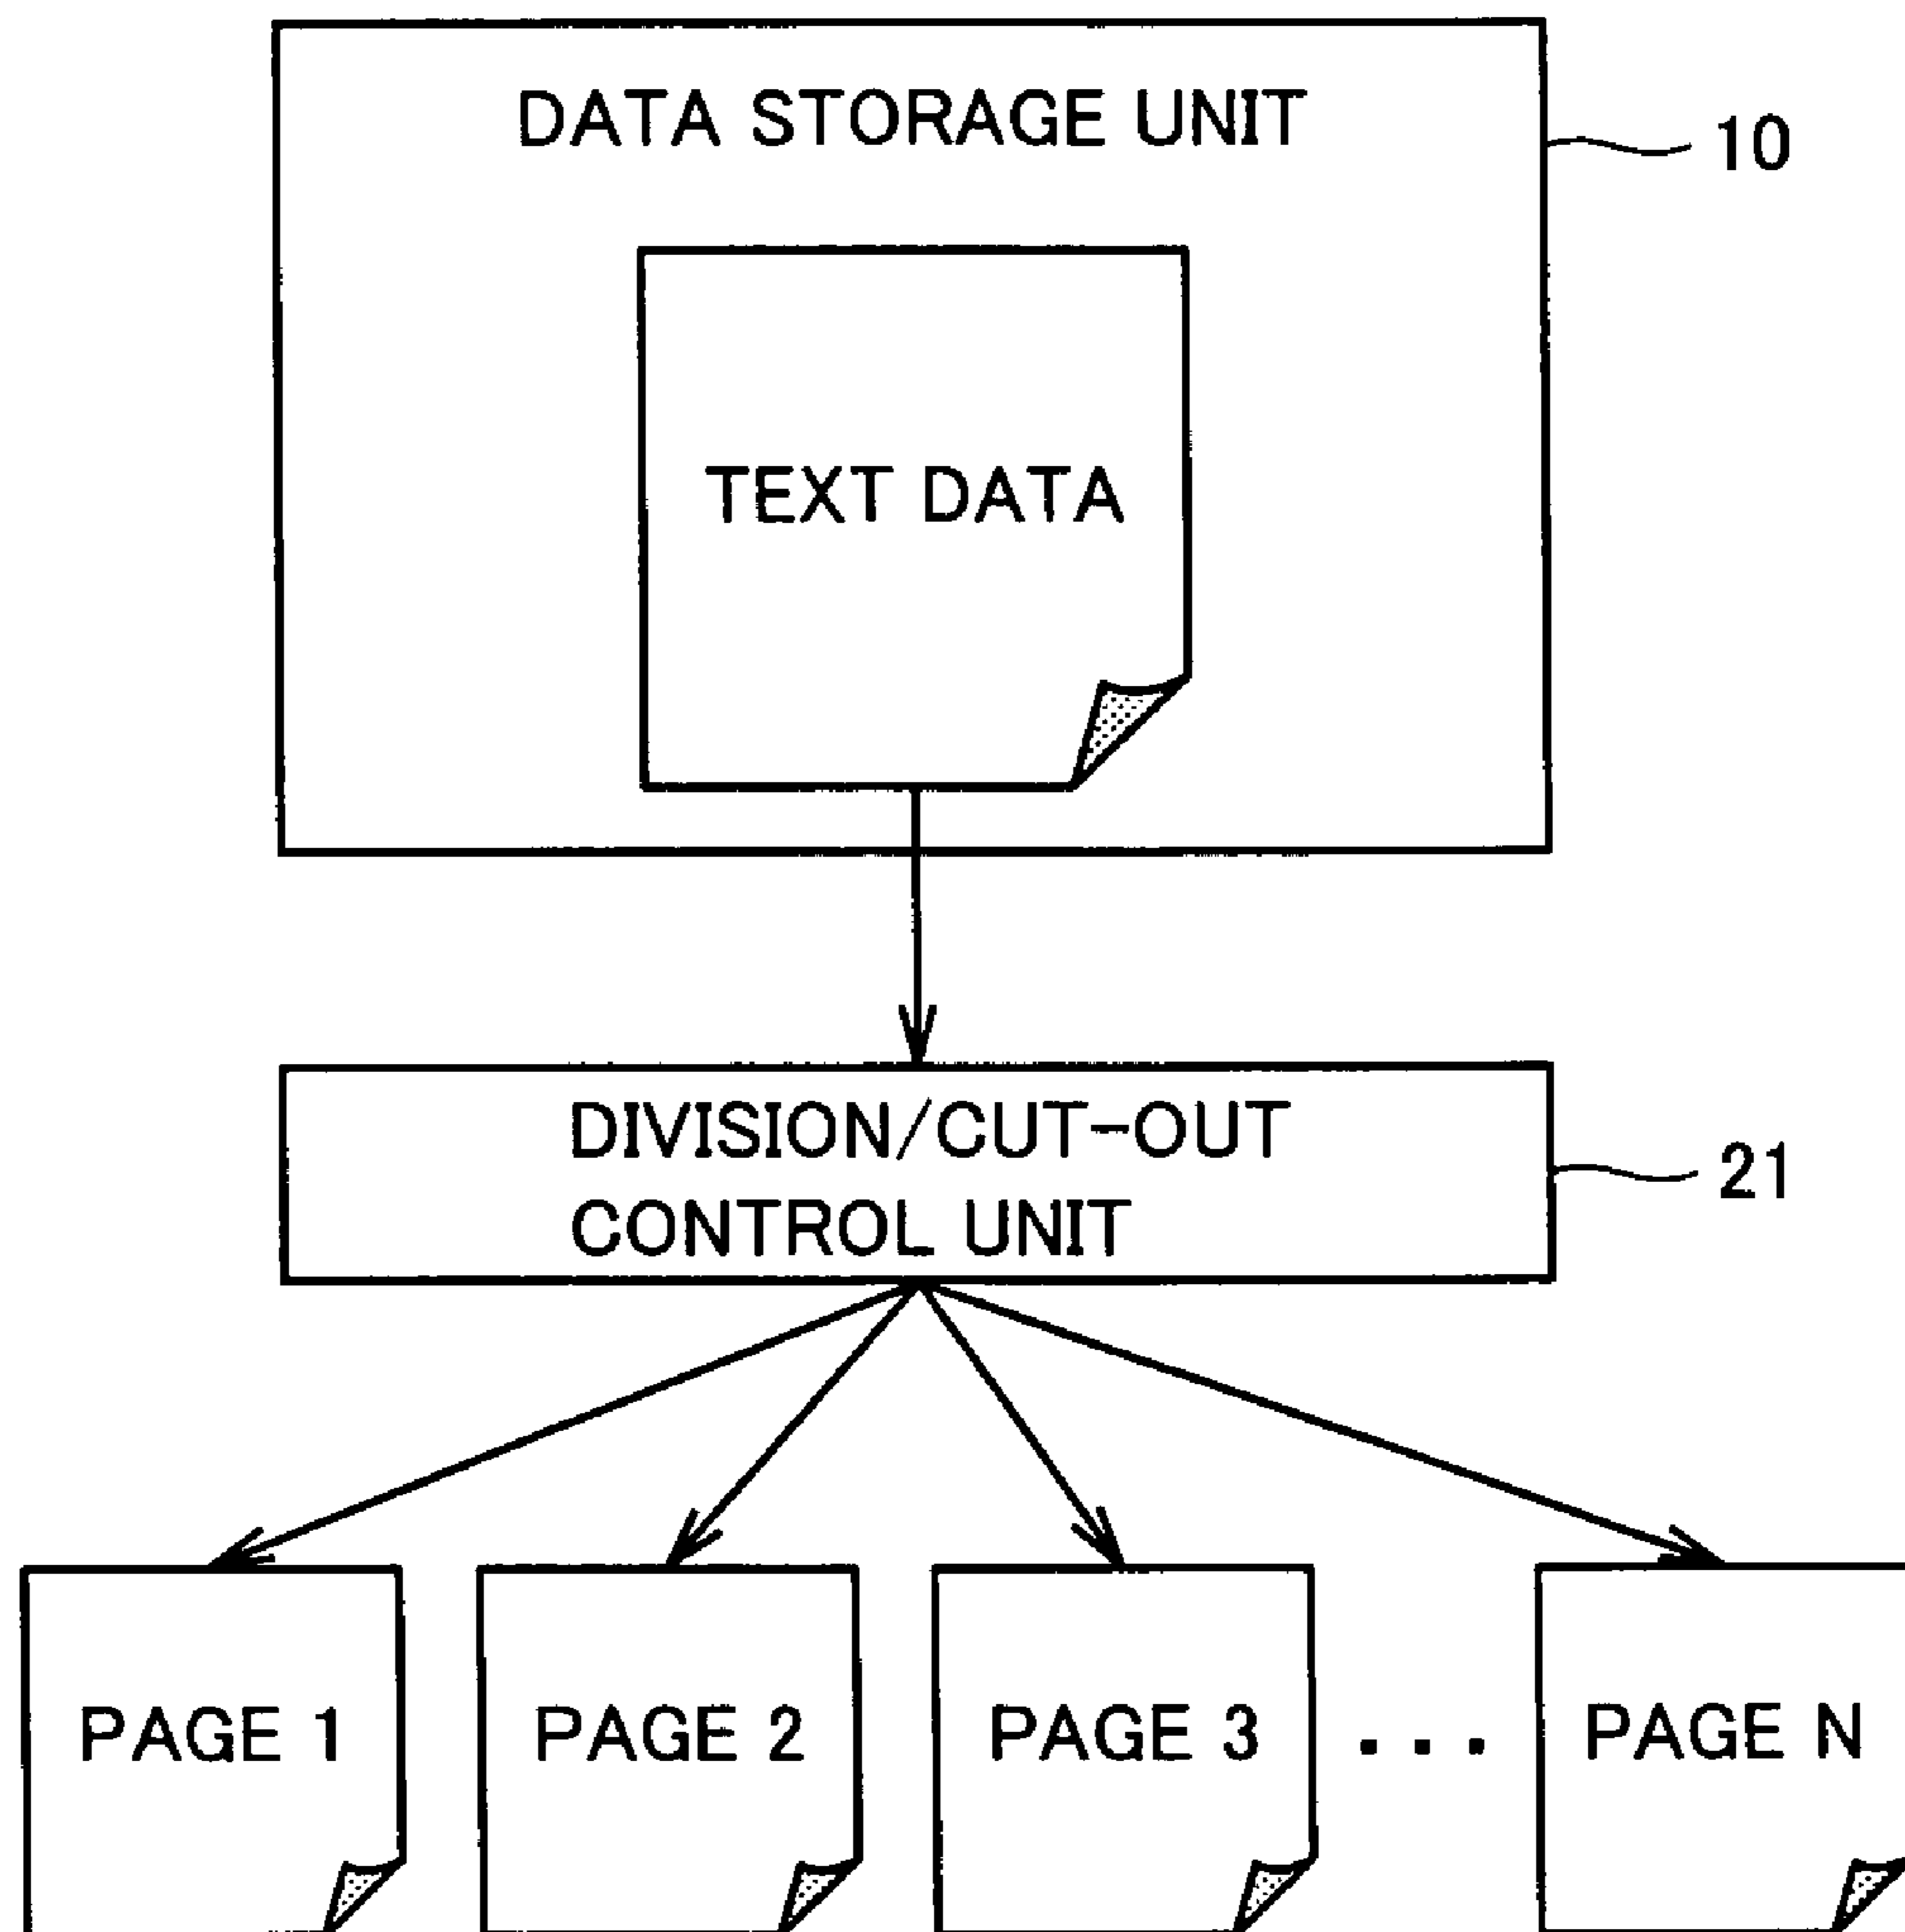 DATA STORAGE UNIT
10
TEXT DATA
DIVISION/CUT-OUT
CONTROL UNIT
21
PAGE 1
PAGE 2
PAGE 3
...
PAGE N